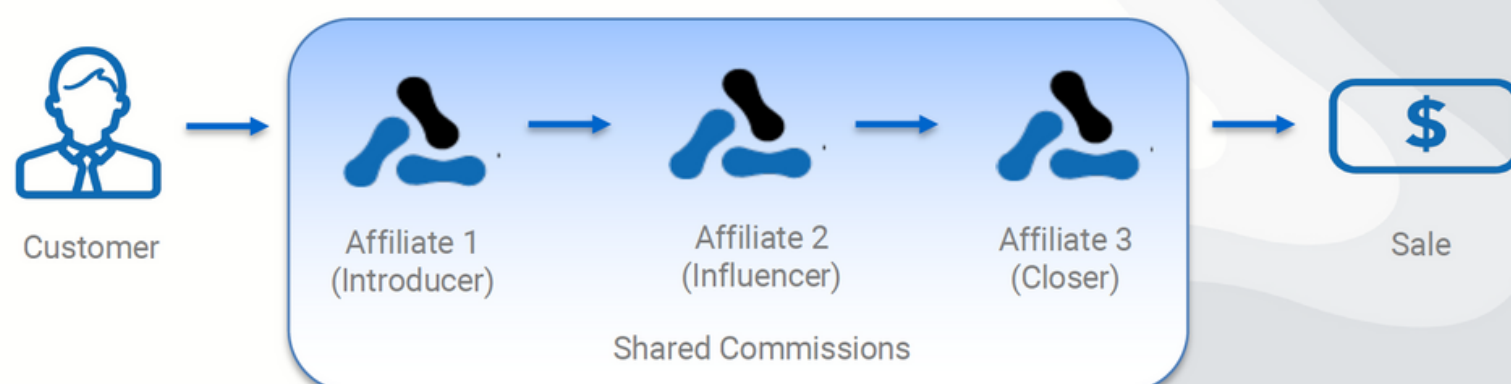 $
Customer
Affiliate 1
(Introducer)
Affiliate 2
(Influencer)
Affiliate 3
(Closer)
Sale
Shared Commissions